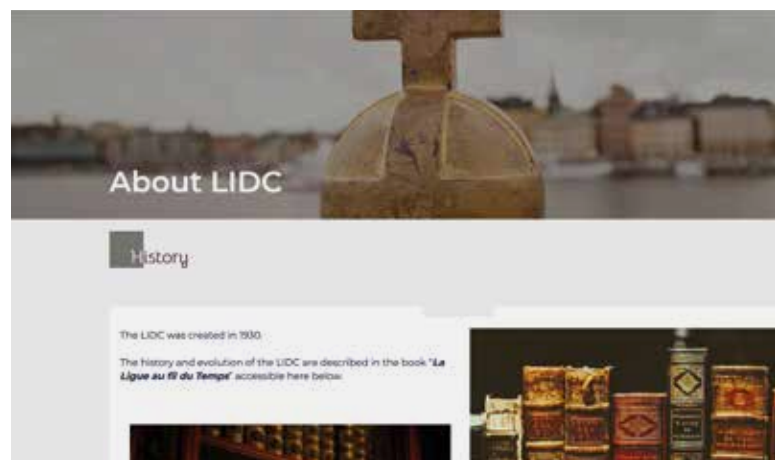 About LIDC
History
The LIDC was created in 1930.
The history and evolution of the LIDC are described in the book "La
Ligue au fil du Temps" accessible here below.